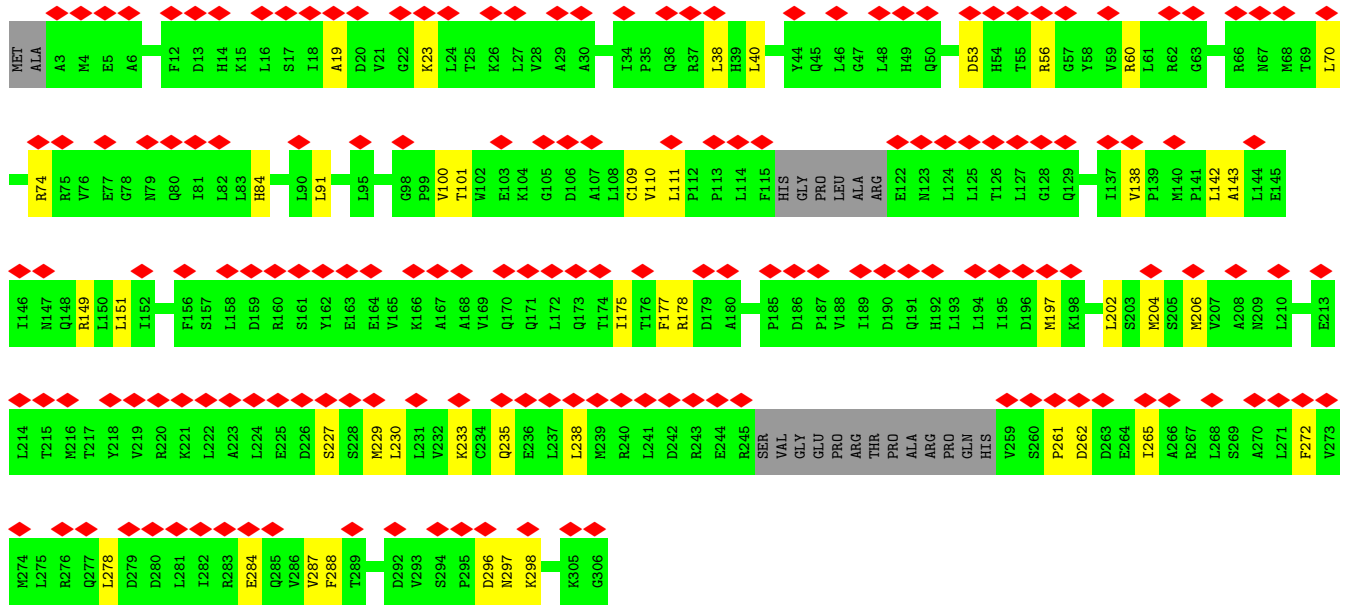 MET ALA A3 M4 E5 A6 F12 D13 H14 K15 L16 S17 I18 A19 D20 V21 G22 K23 L24 T25 K26 L27 V28 A29 A30 I34 P35 Q36 R37 L38 H39 L40 Y44 Q45 L46 G47 L48 H49 Q50 D53 H54 T55 R56 G57 Y58 V59 R60 L61 R62 G63 R66 N67 M68 T69 L70
R74 R75 V76 E77 G78 N79 Q80 I81 L82 L83 H84 L90 L91 L95 G98 P99 V100 T101 W102 E103 K104 G105 D106 A107 L108 C109 V110 L111 P112 P113 L114 F115 HIS GLY PRO LEU ALA ARG E122 N123 L124 L125 T126 L127 G128 Q129 I137 V138 P139 M140 P141 L142 A143 L144 E145
I146 N147 Q148 R149 L150 L151 I152 F156 S157 L158 D159 R160 S161 Y162 E163 E164 V165 K166 A167 A168 V169 Q170 Q171 L172 Q173 T174 I175 T176 F177 R178 D179 A180 P185 D186 P187 V188 I189 D190 Q191 H192 L193 L194 I195 D196 M197 K198 L202 S203 M204 S205 M206 V207 A208 N209 L210 E213
L214 T215 M216 T217 Y218 V219 R220 K221 L222 A223 L224 E225 D226 S227 S228 M229 L230 L231 V232 K233 C234 Q235 E236 L237 L238 M239 R240 L241 D242 R243 E244 R245 SER VAL GLY GLU PRO ARG THR PRO ALA ARG PRO GLN HIS V259 S260 P261 D262 D263 E264 I265 A266 R267 L268 S269 A270 L271 F272 V273
M274 L275 R276 Q277 L278 D279 D280 L281 I282 R283 E284 Q285 V286 V287 F288 T289 D292 V293 S294 P295 D296 N297 K298 K305 G306